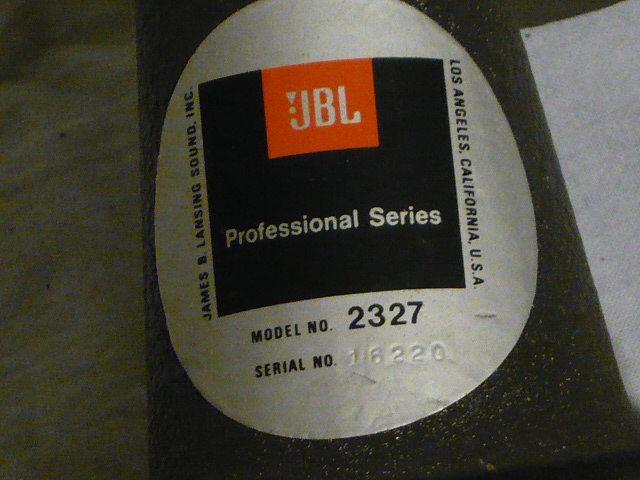 JBL
JAMES B. LANSING SOUND, INC.
LOS ANGELES, CALIFORNIA, U.S.A
Professional Series
MODEL NO. 2327
SERIAL NO. 16220